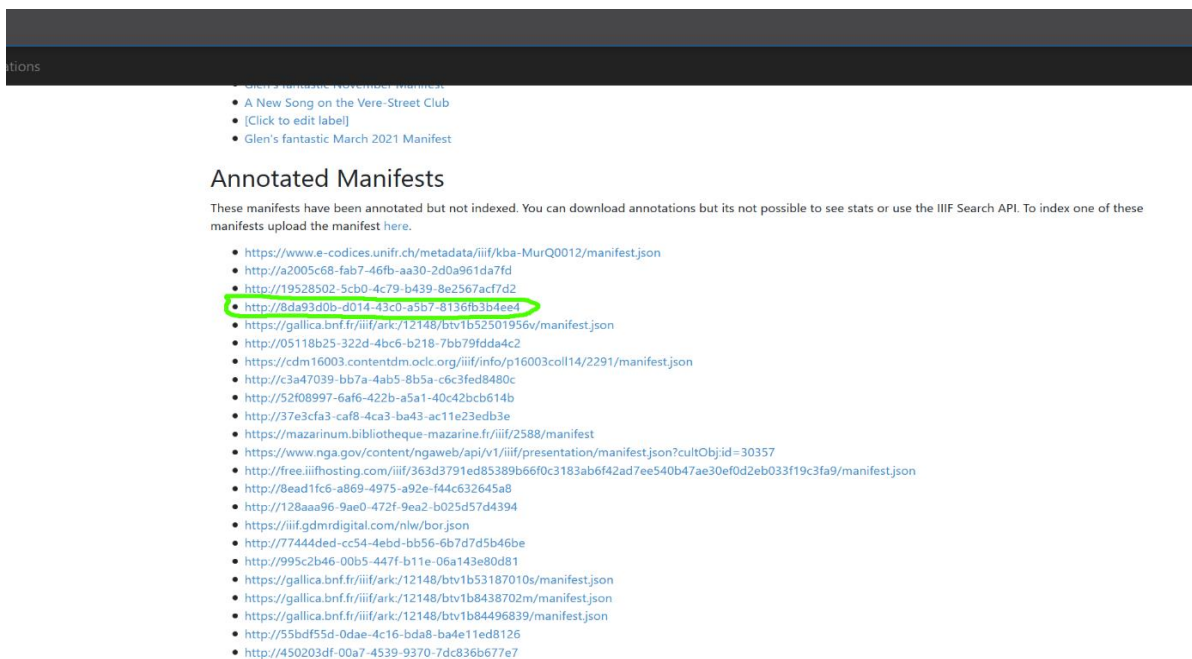 ations
Glen's fantastic November Manifest
A New Song on the Vere-Street Club
[Click to edit label]
Glen's fantastic March 2021 Manifest
Annotated Manifests
These manifests have been annotated but not indexed. You can download annotations but its not possible to see stats or use the IIIF Search API. To index one of these
manifests upload the manifest here.
https://www.e-codices.unifr.ch/metadata/iiif/kba-MurQ0012/manifest.json
http://a2005c68-fab7-46fb-aa30-2d0a961da7fd
http://19528502-5cb0-4c79-b439-8e2567acf7d2
http://8da93d0b-d014-43c0-a5b7-8136fb3b4ee4
https://gallica.bnf.fr/iiif/ark:/12148/btv1b52501956v/manifest.json
http://05118b25-322d-4bc6-b218-7bb79fdda4c2
https://cdm16003.contentdm.oclc.org/iiif/info/p16003coll14/2291/manifest.json
http://c3a47039-bb7a-4ab5-8b5a-c6c3fed8480c
http://52f08997-6af6-422b-a5a1-40c42bcb614b
http://37e3cfa3-caf8-4ca3-ba43-ac11e23edb3e
https://mazarinum.bibliotheque-mazarine.fr/iiif/2588/manifest
https://www.nga.gov/content/ngaweb/api/v1/iiif/presentation/manifest.json?cultObj:id=30357
http://free.iiifhosting.com/iiif/363d3791ed85389b66f0c3183ab6f42ad7ee540b47ae30ef0d2eb033f19c3fa9/manifest.json
http://8ead1fc6-a869-4975-a92e-f44c632645a8
http://128aaa96-9ae0-472f-9ea2-b025d57d4394
https://iiif.gdmrdigital.com/nlw/bor.json
http://77444ded-cc54-4ebd-bb56-6b7d7d5b46be
http://995c2b46-00b5-447f-b11e-06a143e80d81
https://gallica.bnf.fr/iiif/ark:/12148/btv1b53187010s/manifest.json
https://gallica.bnf.fr/iiif/ark:/12148/btv1b8438702m/manifest.json
https://gallica.bnf.fr/iiif/ark:/12148/btv1b84496839/manifest.json
http://55bdf55d-0dae-4c16-bda8-ba4e11ed8126
http://450203df-00a7-4539-9370-7dc836b677e7